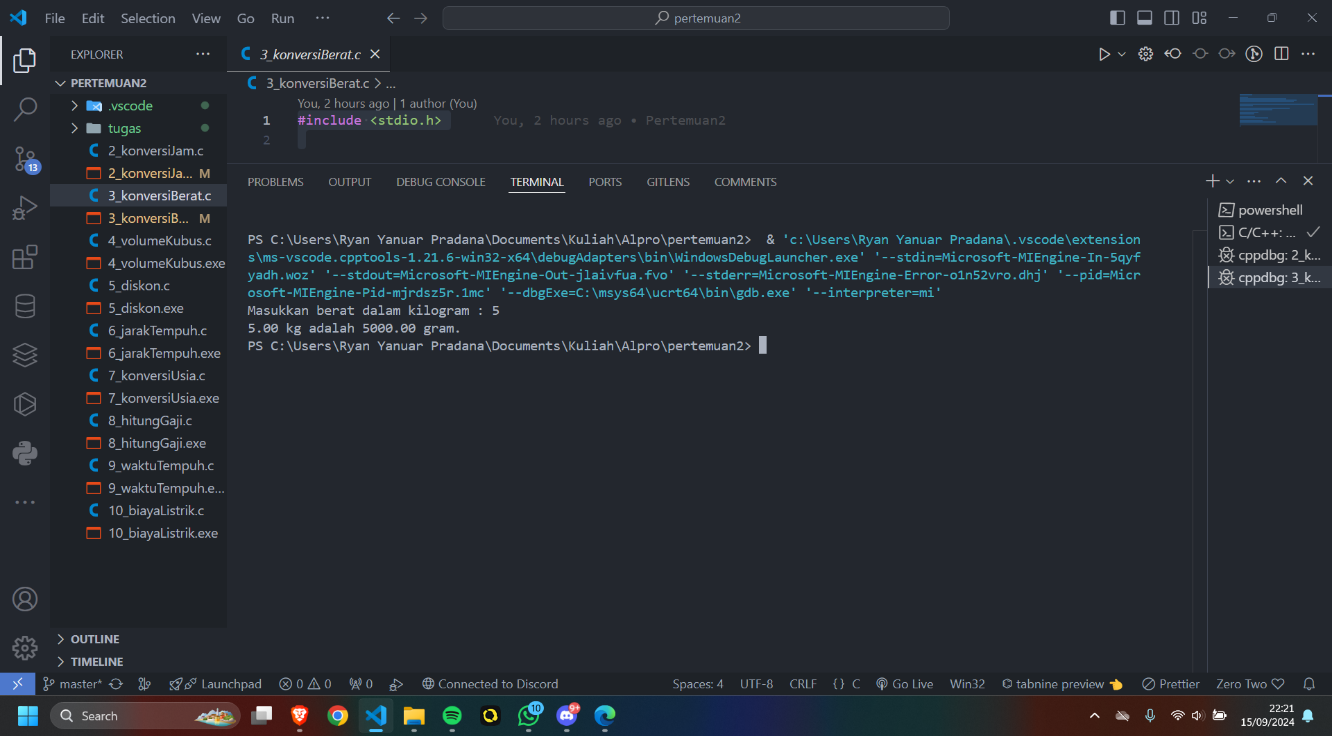 File Edit Selection View Go Run ··· pertemuan2
EXPLORER ···
PERTEMUAN2
.vscode
tugas
2_konversiJam.c
2_konversiJa... M
3_konversiBerat.c
3_konversiB... M
4_volumeKubus.c
4_volumeKubus.exe
5_diskon.c
5_diskon.exe
6_jarakTempuh.c
6_jarakTempuh.exe
7_konversiUsia.c
7_konversiUsia.exe
8_hitungGaji.c
8_hitungGaji.exe
9_waktuTempuh.c
9_waktuTempuh.e...
10_biayaListrik.c
10_biayaListrik.exe
OUTLINE
TIMELINE
13
C 3_konversiBerat.c
C 3_konversiBerat.c > ...
You, 2 hours ago | 1 author (You)
1 #include <stdio.h> You, 2 hours ago • Pertemuan2
2
PROBLEMS OUTPUT DEBUG CONSOLE TERMINAL PORTS GITLENS COMMENTS
PS C:\Users\Ryan Yanuar Pradana\Documents\Kuliah\Alpro\pertemuan2> & 'c:\Users\Ryan Yanuar Pradana\.vscode\extension
s\ms-vscode.cpptools-1.21.6-win32-x64\debugAdapters\bin\WindowsDebugLauncher.exe' '--stdin=Microsoft-MIEngine-In-5qyf
yadh.woz' '--stdout=Microsoft-MIEngine-Out-jlaivfua.fvo' '--stderr=Microsoft-MIEngine-Error-o1n52vro.dhj' '--pid=Micr
osoft-MIEngine-Pid-mjrdsz5r.1mc' '--dbgExe=C:\msys64\ucrt64\bin\gdb.exe' '--interpreter=mi'
Masukkan berat dalam kilogram : 5
5.00 kg adalah 5000.00 gram.
PS C:\Users\Ryan Yanuar Pradana\Documents\Kuliah\Alpro\pertemuan2>
powershell
C/C++: ...
cppdbg: 2_k...
cppdbg: 3_k...
master* Launchpad 0 0 0 Connected to Discord Spaces: 4 UTF-8 CRLF {} C Go Live Win32 tabnine preview Prettier Zero Two
Search 10 9+ 22:21
15/09/2024